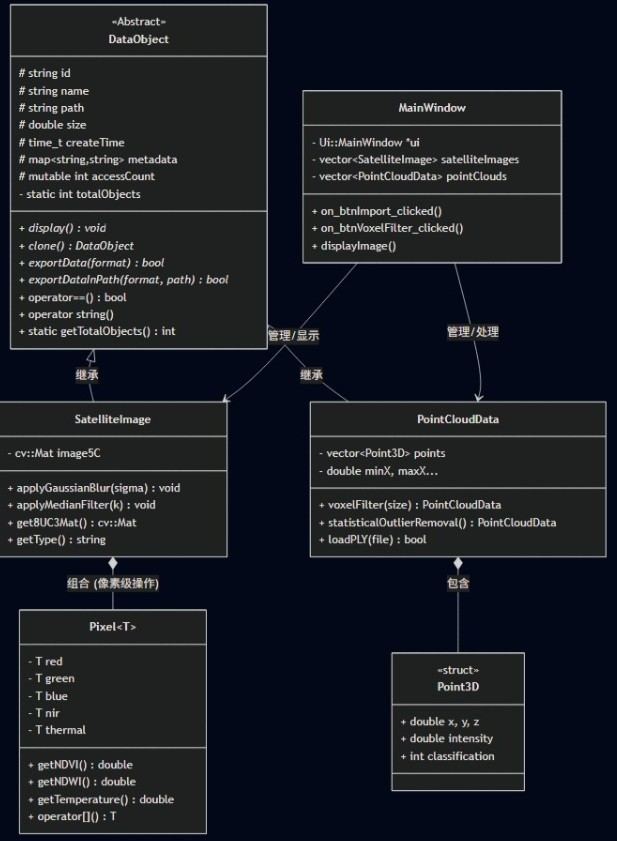 «Abstract»
DataObject
# string id
# string name
# string path
# double size
# time_t createTime
# map<string,string> metadata
# mutable int accessCount
- static int totalObjects
+ display() : void
+ clone() : DataObject
+ exportData(format) : bool
+ exportDataInPath(format, path) : bool
+ operator==() : bool
+ operator string()
+ static getTotalObjects() : int
MainWindow
- Ui::MainWindow *ui
- vector<SatelliteImage> satelliteImages
- vector<PointCloudData> pointClouds
+ on_btnImport_clicked()
+ on_btnVoxelFilter_clicked()
+ displayImage()
继承
管理/显示
继承
管理/处理
SatelliteImage
- cv::Mat image5C
+ applyGaussianBlur(sigma) : void
+ applyMedianFilter(k) : void
+ get8UC3Mat() : cv::Mat
+ getType() : string
PointCloudData
- vector<Point3D> points
- double minX, maxX...
+ voxelFilter(size) : PointCloudData
+ statisticalOutlierRemoval() : PointCloudData
+ loadPLY(file) : bool
组合 (像素级操作)
包含
Pixel<T>
- T red
- T green
- T blue
- T nir
- T thermal
+ getNDVI() : double
+ getNDWI() : double
+ getTemperature() : double
+ operator[]() : T
«struct»
Point3D
+ double x, y, z
+ double intensity
+ int classification